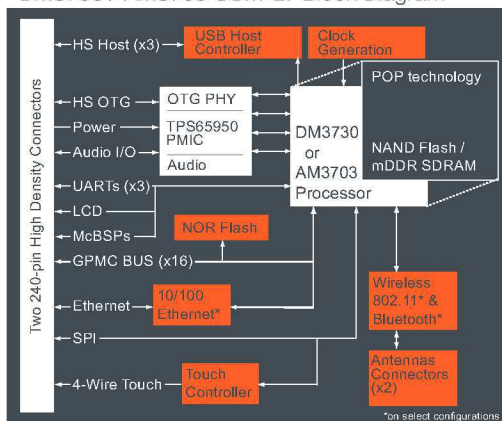 HS Host (x3)
USB Host
Controller
Clock
Generation
POP technology
NAND Flash /
mDDR SDRAM
HS OTG
Power
Audio I/O
OTG PHY
TPS65950
PMIC
Audio
DM3730
or
AM3703
Processor
Two 240-pin High Density Connectors
UARTs (x3)
LCD
McBSPs
NOR Flash
GPMC BUS (x16)
Ethernet
10/100
Ethernet*
Wireless
802.11* &
Bluetooth*
SPI
4-Wire Touch
Touch
Controller
Antennas
Connectors
(x2)
*on select configurations